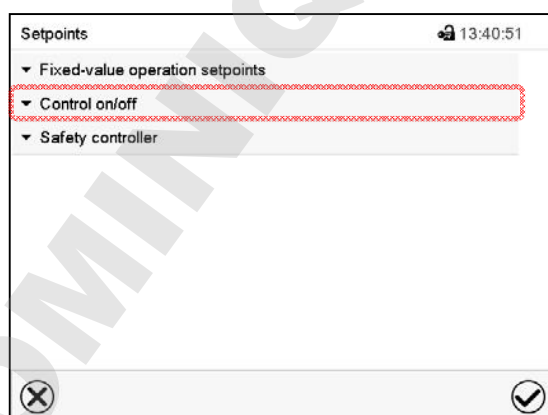 Setpoints 13:40:51
Fixed-value operation setpoints
Control on/off
Safety controller